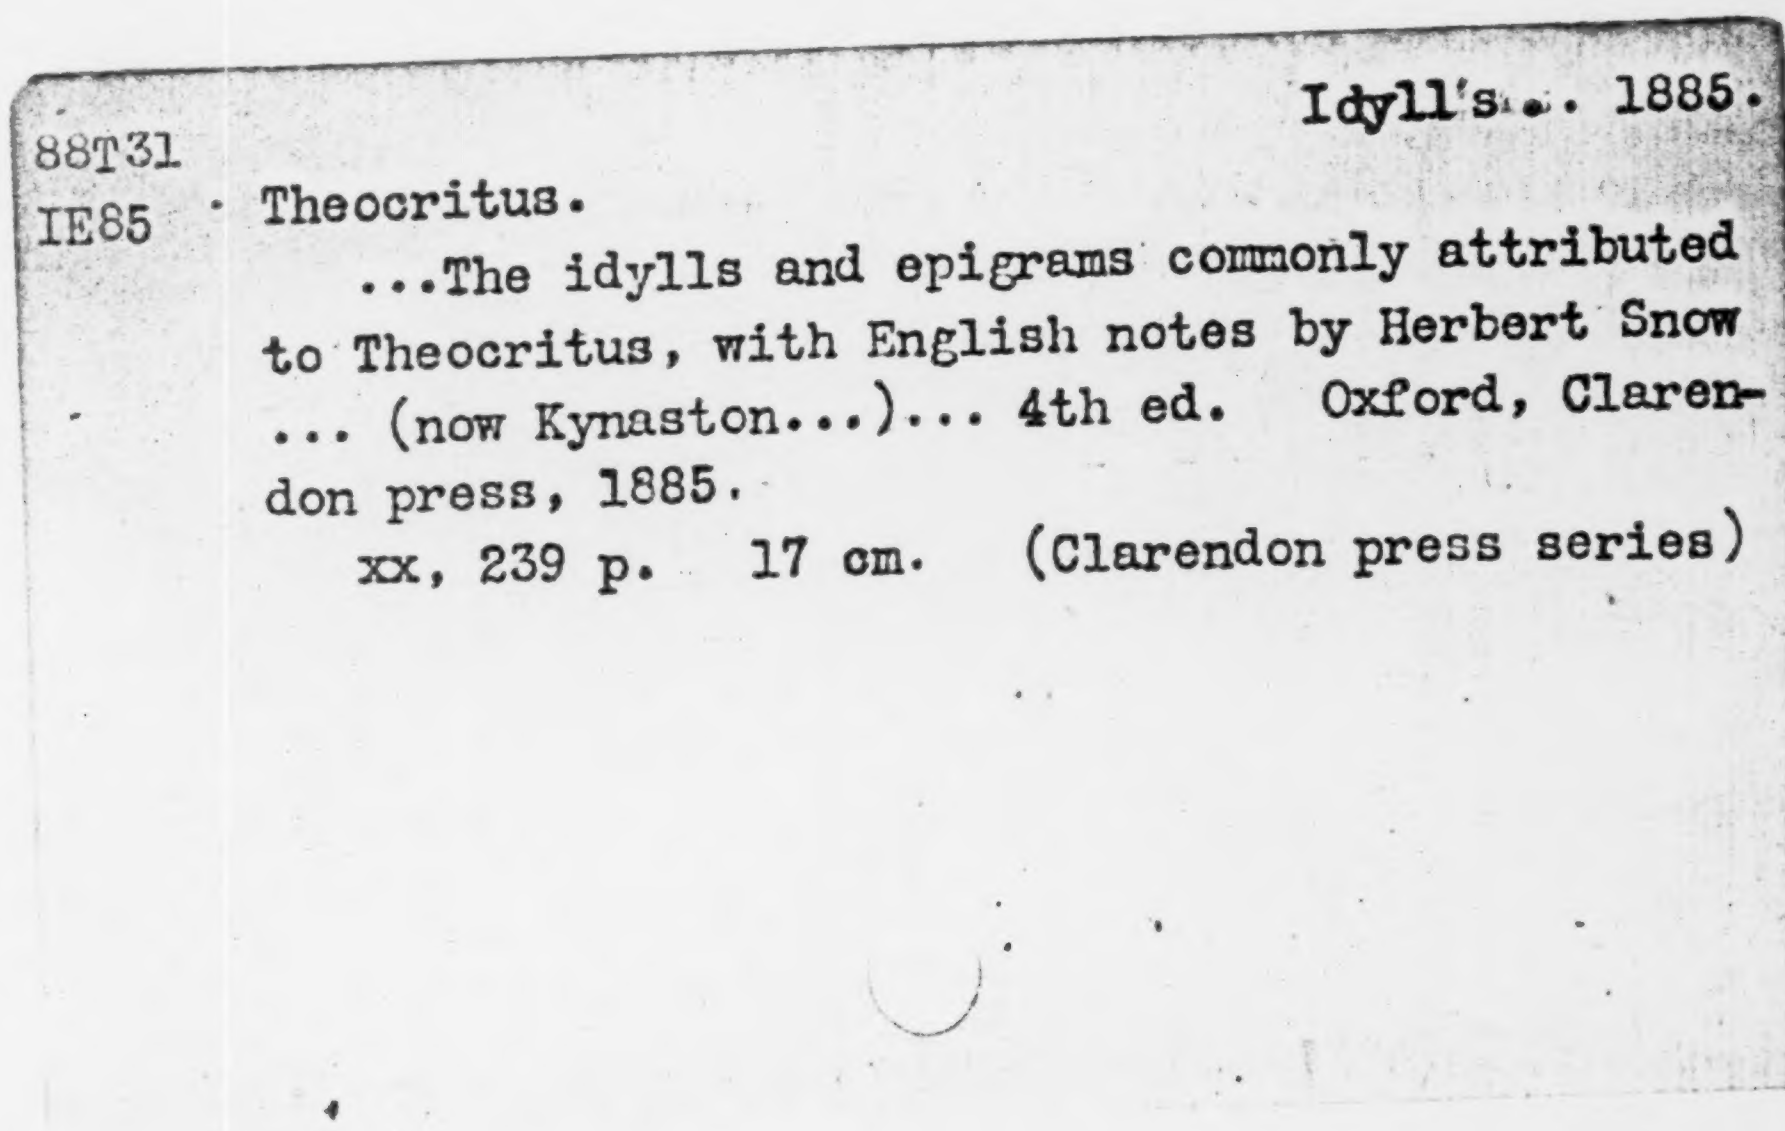 Idyll's... 1885.
88T31
IE85
Theocritus.
...The idylls and epigrams commonly attributed
to Theocritus, with English notes by Herbert Snow
... (now Kynaston...)... 4th ed. Oxford, Claren-
don press, 1885.
xx, 239 p. 17 cm. (Clarendon press series)